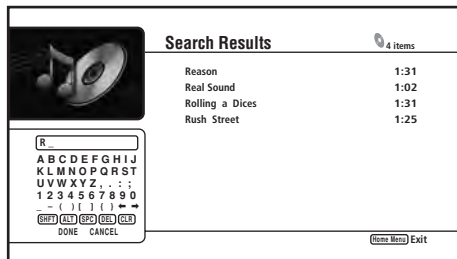 Search Results
4 items
Reason 1:31
Real Sound 1:02
Rolling a Dices 1:31
Rush Street 1:25
R _
A B C D E F G H I J
K L M N O P Q R S T
U V W X Y Z , . : ;
1 2 3 4 5 6 7 8 9 0
_ – ( ) [ ] { } ← →
SHFT ALT SPC DEL CLR
DONE CANCEL
Home Menu Exit